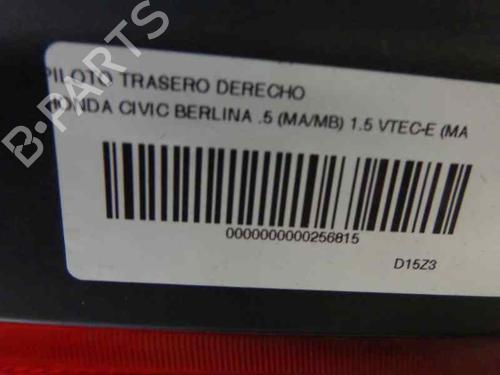 PILOTO TRASERO DERECHO
HONDA CIVIC BERLINA .5 (MA/MB) 1.5 VTEC-E (MA
0000000000256815
D15Z3
B-PARTS